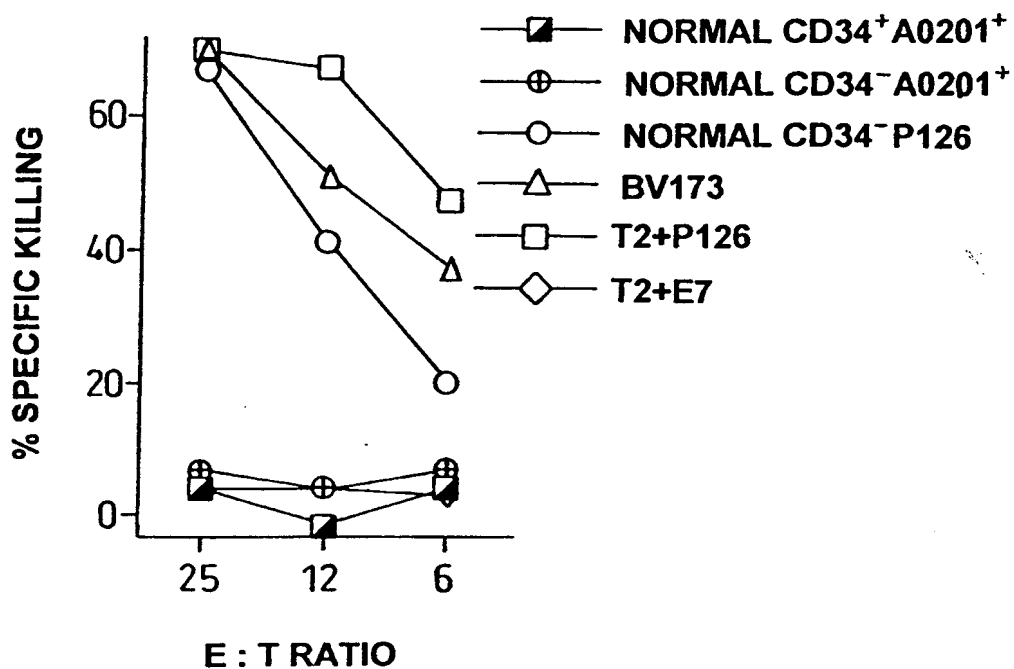 NORMAL CD34⁺A0201⁺
NORMAL CD34⁻A0201⁺
NORMAL CD34⁻P126
BV173
T2+P126
T2+E7
% SPECIFIC KILLING
60
40
20
0
25 12 6
E : T RATIO